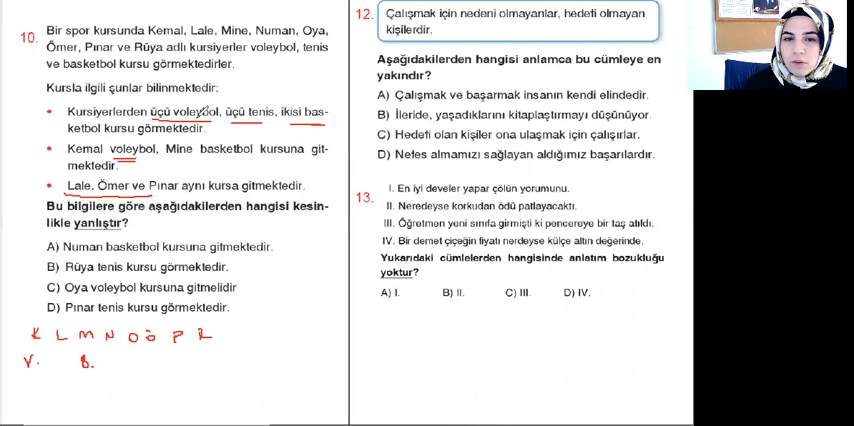 10.
Bir spor kursunda Kemal, Lale, Mine, Numan, Oya,
Ömer, Pınar ve Rüya adlı kursiyerler voleybol, tenis
ve basketbol kursu görmektedirler.
Kursla ilgili şunlar bilinmektedir:
• Kursiyerlerden üçü voleybol, üçü tenis, ikisi bas-
ketbol kursu görmektedir.
• Kemal voleybol, Mine basketbol kursuna git-
mektedir.
• Lale, Ömer ve Pınar aynı kursa gitmektedir.
Bu bilgilere göre aşağıdakilerden hangisi kesin-
likle yanlıştır?
A) Numan basketbol kursuna gitmektedir.
B) Rüya tenis kursu görmektedir.
C) Oya voleybol kursuna gitmelidir
D) Pınar tenis kursu görmektedir.
K L M N O Ö P R
V. B.
12.
Çalışmak için nedeni olmayanlar, hedefi olmayan
kişilerdir.
Aşağıdakilerden hangisi anlamca bu cümleye en
yakındır?
A) Çalışmak ve başarmak insanın kendi elindedir.
B) İleride, yaşadıklarını kitaplaştırmayı düşünüyor.
C) Hedefi olan kişiler ona ulaşmak için çalışırlar.
D) Nefes almamızı sağlayan aldığımız başarılardır.
13.
I. En iyi develer yapar çölün yorumunu.
II. Neredeyse korkudan ödü patlayacaktı.
III. Öğretmen yeni sınıfa girmişti ki pencereye bir taş atıldı.
IV. Bir demet çiçeğin fiyatı nerdeyse külçe altın değerinde.
Yukarıdaki cümlelerden hangisinde anlatım bozukluğu
yoktur?
A) I. B) II. C) III. D) IV.